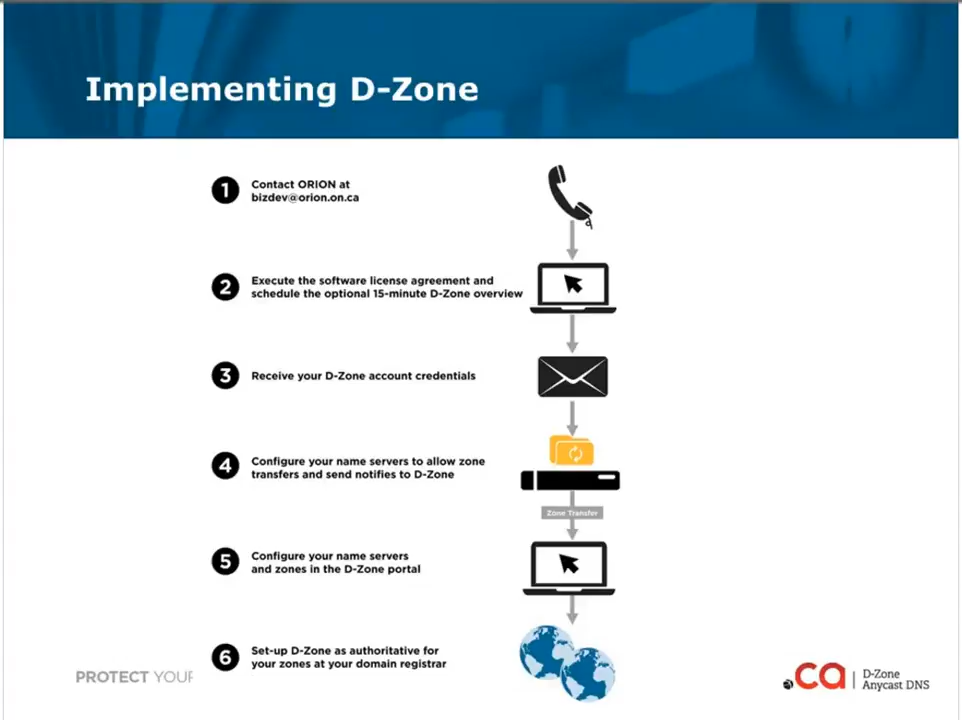 Implementing D-Zone
1
Contact ORION at
bizdev@orion.on.ca
2
Execute the software license agreement and
schedule the optional 15-minute D-Zone overview
3
Receive your D-Zone account credentials
4
Configure your name servers to allow zone
transfers and send notifies to D-Zone
Zone Transfer
5
Configure your name servers
and zones in the D-Zone portal
6
Set-up D-Zone as authoritative for
your zones at your domain registrar
PROTECT YOUR
.ca
D-Zone
Anycast DNS